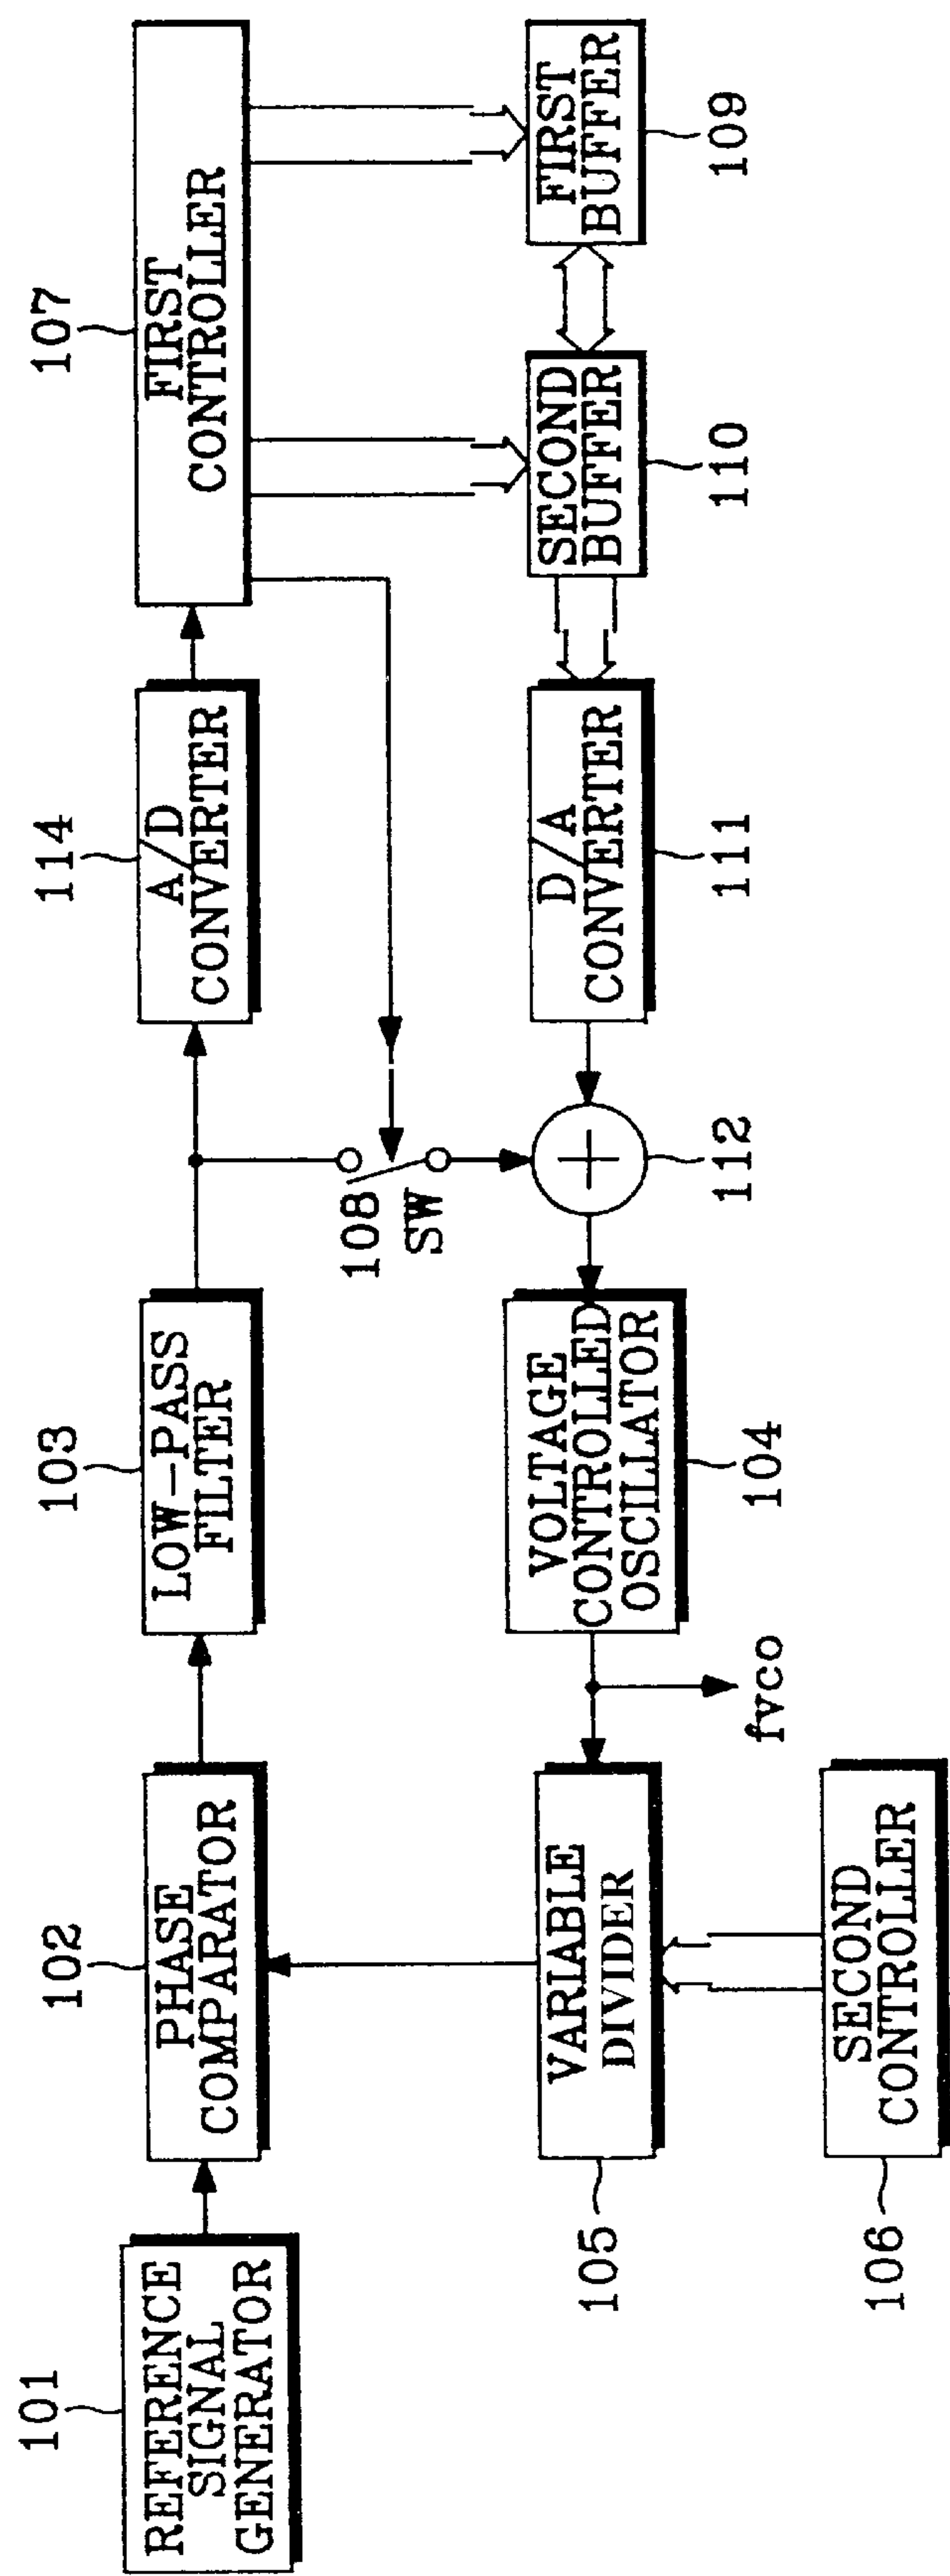 101
REFERENCE
SIGNAL
GENERATOR
102
PHASE
COMPARATOR
103
LOW-PASS
FILTER
114
A/D
CONVERTER
107
FIRST
CONTROLLER
108
SW
105
VARIABLE
DIVIDER
fvco
VOLTAGE
CONTROLLED
OSCILLATOR
104
+
112
D/A
CONVERTER
111
SECOND
BUFFER
110
FIRST
BUFFER
109
106
SECOND
CONTROLLER